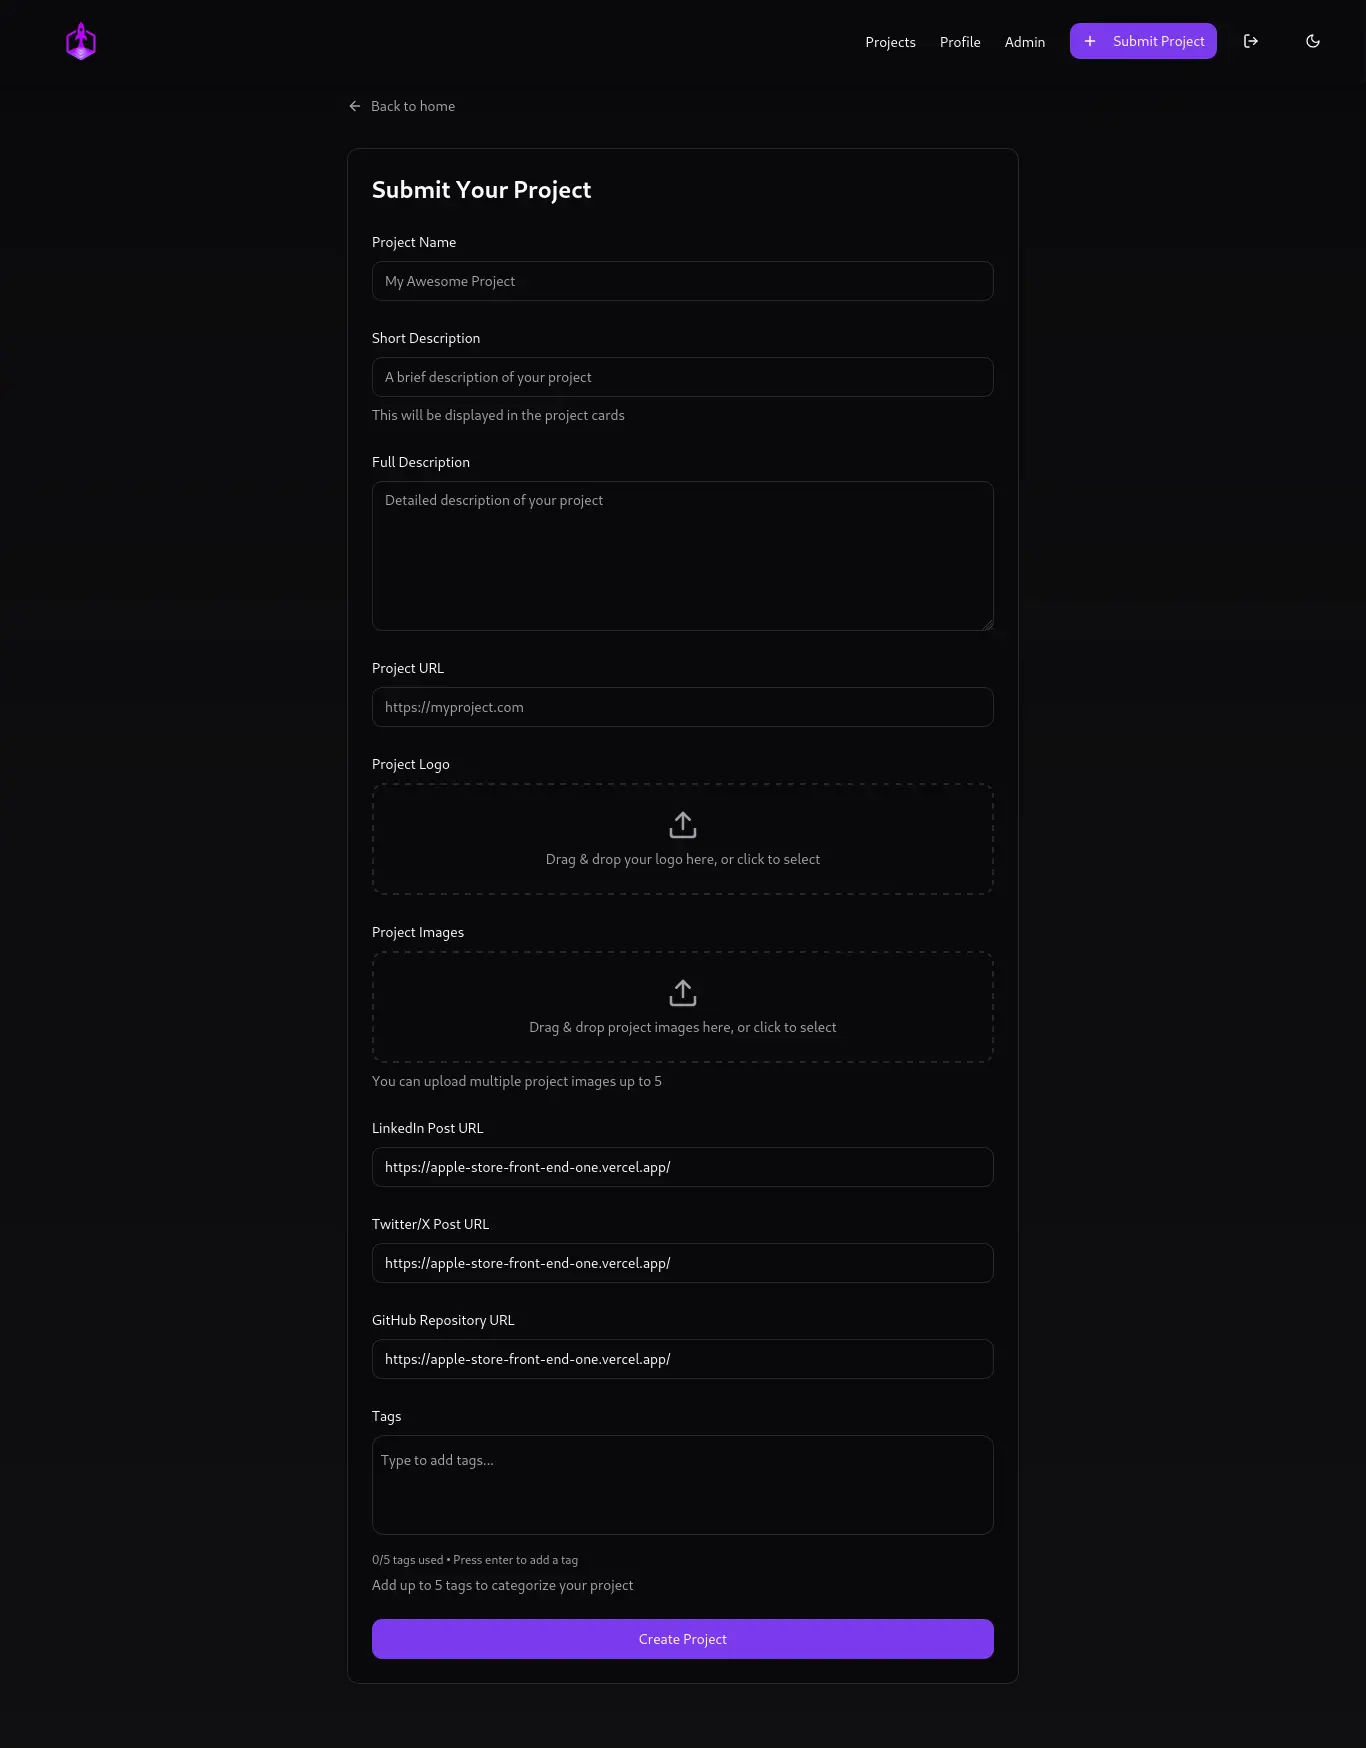 Projects
Profile
Admin
Submit Project
Back to home
Submit Your Project
Project Name
My Awesome Project
Short Description
A brief description of your project
This will be displayed in the project cards
Full Description
Detailed description of your project
Project URL
https://myproject.com
Project Logo
Drag & drop your logo here, or click to select
Project Images
Drag & drop project images here, or click to select
You can upload multiple project images up to 5
LinkedIn Post URL
https://apple-store-front-end-one.vercel.app/
Twitter/X Post URL
https://apple-store-front-end-one.vercel.app/
GitHub Repository URL
https://apple-store-front-end-one.vercel.app/
Tags
Type to add tags...
0/5 tags used • Press enter to add a tag
Add up to 5 tags to categorize your project
Create Project